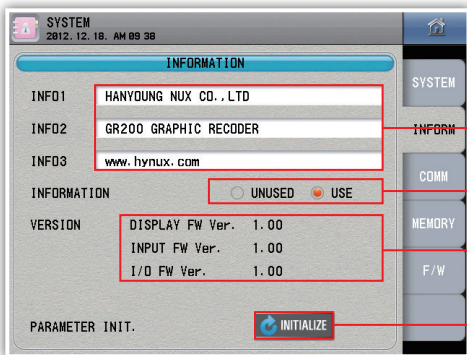 SYSTEM
2012. 12. 18. AM 09 38
INFORMATION
INFO1 HANYOUNG NUX CO.,LTD
INFO2 GR200 GRAPHIC RECODER
INFO3 www.hynux.com
INFORMATION UNUSED USE
VERSION DISPLAY FW Ver. 1.00
INPUT FW Ver. 1.00
I/O FW Ver. 1.00
PARAMETER INIT. INITIALIZE
SYSTEM
INFORM
COMM
MEMORY
F/W